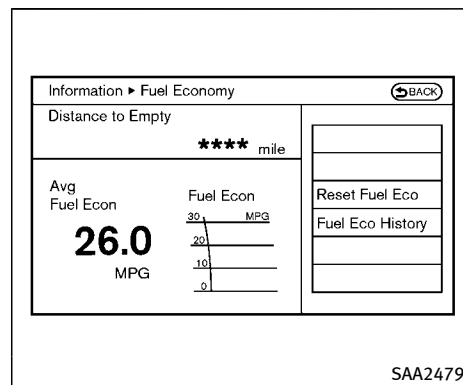 Information ▶ Fuel Economy
BACK
Distance to Empty
**** mile
Avg
Fuel Econ
26.0
MPG
Fuel Econ
30 MPG
20
10
0
Reset Fuel Eco
Fuel Eco History
SAA2479